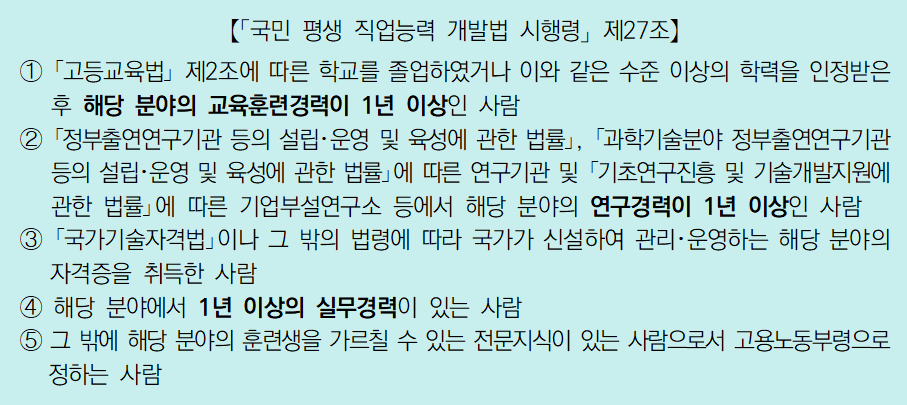 【「국민 평생 직업능력 개발법 시행령」 제27조】
① 「고등교육법」 제2조에 따른 학교를 졸업하였거나 이와 같은 수준 이상의 학력을 인정받은
후 해당 분야의 교육훈련경력이 1년 이상인 사람
② 「정부출연연구기관 등의 설립·운영 및 육성에 관한 법률」, 「과학기술분야 정부출연연구기관
등의 설립·운영 및 육성에 관한 법률」에 따른 연구기관 및 「기초연구진흥 및 기술개발지원에
관한 법률」에 따른 기업부설연구소 등에서 해당 분야의 연구경력이 1년 이상인 사람
③ 「국가기술자격법」이나 그 밖의 법령에 따라 국가가 신설하여 관리·운영하는 해당 분야의
자격증을 취득한 사람
④ 해당 분야에서 1년 이상의 실무경력이 있는 사람
⑤ 그 밖에 해당 분야의 훈련생을 가르칠 수 있는 전문지식이 있는 사람으로서 고용노동부령으로
정하는 사람